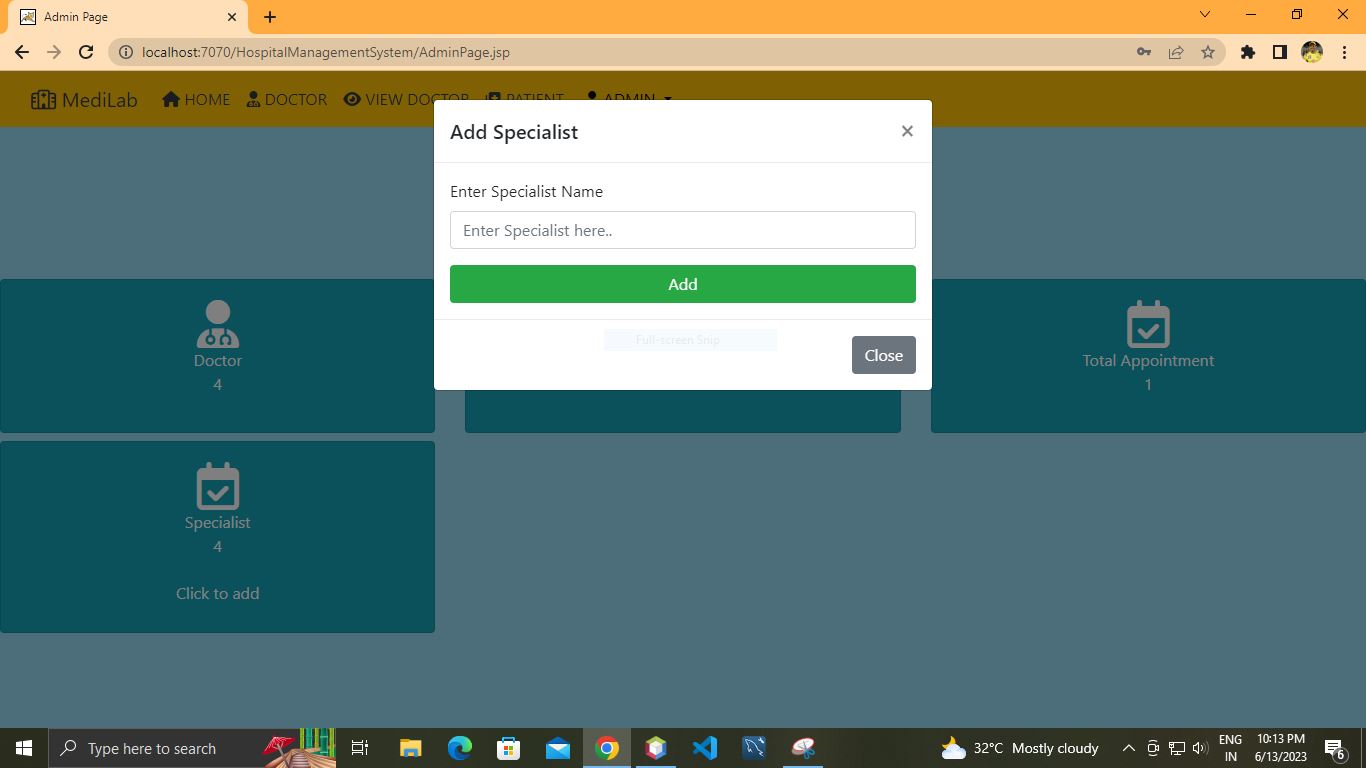 Admin Page
localhost:7070/HospitalManagementSystem/AdminPage.jsp
MediLab HOME DOCTOR VIEW DOCTOR PATIENT ADMIN
Add Specialist
Enter Specialist Name
Enter Specialist here..
Add
Full-screen Snip
Close
Doctor
4
Total Appointment
1
Specialist
4
Click to add
Type here to search
32°C Mostly cloudy
ENG
IN
10:13 PM
6/13/2023
6